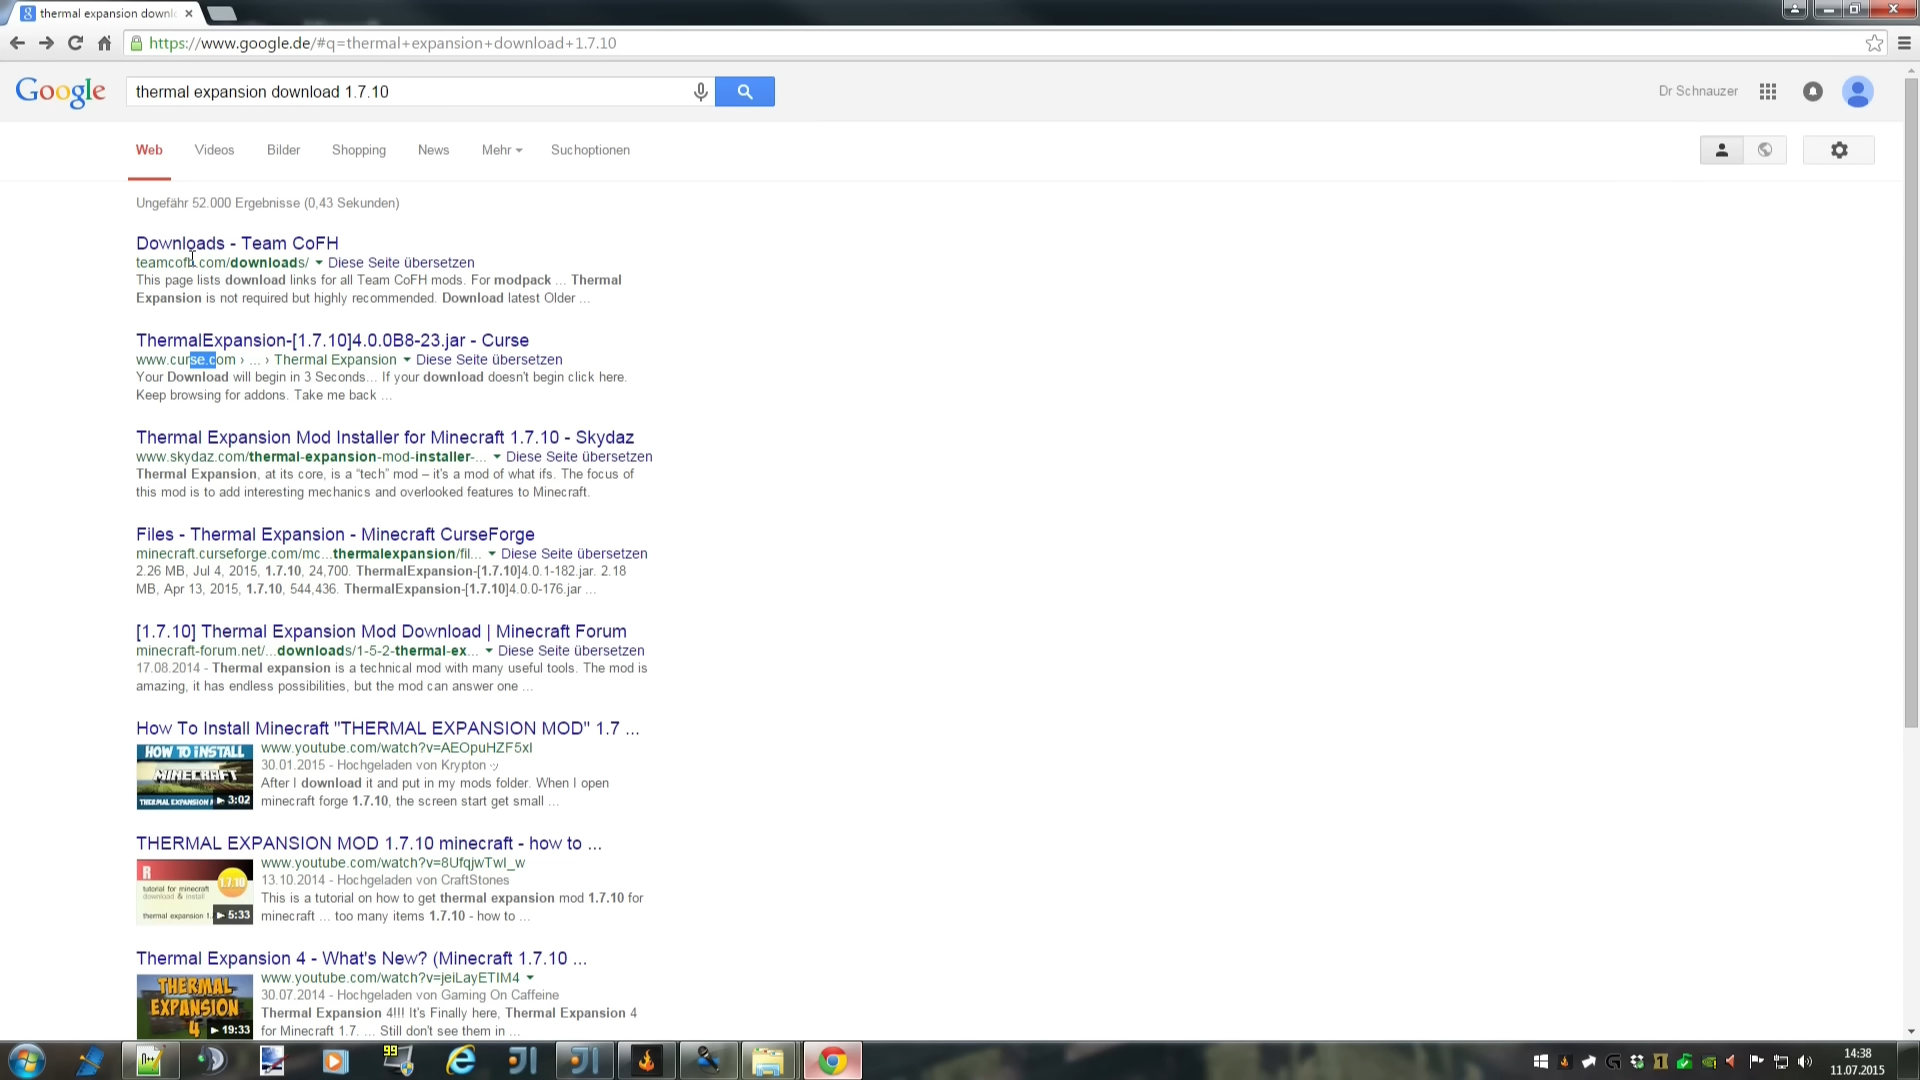 thermal expansion downl
https://www.google.de/#q=thermal+expansion+download+1.7.10
Google
thermal expansion download 1.7.10
Dr Schnauzer
Web Videos Bilder Shopping News Mehr Suchoptionen
Ungefähr 52.000 Ergebnisse (0,43 Sekunden)
Downloads - Team CoFH
teamcofh.com/downloads/ Diese Seite übersetzen
This page lists download links for all Team CoFH mods. For modpack ... Thermal
Expansion is not required but highly recommended. Download latest Older ...
ThermalExpansion-[1.7.10]4.0.0B8-23.jar - Curse
www.curse.com › ... › Thermal Expansion Diese Seite übersetzen
Your Download will begin in 3 Seconds... If your download doesn't begin click here.
Keep browsing for addons. Take me back ...
Thermal Expansion Mod Installer for Minecraft 1.7.10 - Skydaz
www.skydaz.com/thermal-expansion-mod-installer-... Diese Seite übersetzen
Thermal Expansion, at its core, is a “tech” mod – it's a mod of what ifs. The focus of
this mod is to add interesting mechanics and overlooked features to Minecraft.
Files - Thermal Expansion - Minecraft CurseForge
minecraft.curseforge.com/mc...thermalexpansion/fil... Diese Seite übersetzen
2.26 MB, Jul 4, 2015, 1.7.10, 24,700. ThermalExpansion-[1.7.10]4.0.1-182.jar. 2.18
MB, Apr 13, 2015, 1.7.10, 544,436. ThermalExpansion-[1.7.10]4.0.0-176.jar ...
[1.7.10] Thermal Expansion Mod Download | Minecraft Forum
minecraft-forum.net/...downloads/1-5-2-thermal-ex... Diese Seite übersetzen
17.08.2014 - Thermal expansion is a technical mod with many useful tools. The mod is
amazing, it has endless possibilities, but the mod can answer one ...
How To Install Minecraft "THERMAL EXPANSION MOD" 1.7 ...
HOW TO INSTALL
MINECRAFT
THERMAL EXPANSION
3:02
www.youtube.com/watch?v=AEOpuHZF5xI
30.01.2015 - Hochgeladen von Krypton ツ
After I download it and put in my mods folder. When I open
minecraft forge 1.7.10, the screen start get small ...
THERMAL EXPANSION MOD 1.7.10 minecraft - how to ...
R
1.7.10
tutorial for minecraft
download & install
thermal expansion 1.
5:33
www.youtube.com/watch?v=8UfqjwTwI_w
13.10.2014 - Hochgeladen von CraftStones
This is a tutorial on how to get thermal expansion mod 1.7.10 for
minecraft ... too many items 1.7.10 - how to ...
Thermal Expansion 4 - What's New? (Minecraft 1.7.10 ...
THERMAL
EXPANSION
4
19:33
www.youtube.com/watch?v=jeiLayETIM4
30.07.2014 - Hochgeladen von Gaming On Caffeine
Thermal Expansion 4!!! It's Finally here, Thermal Expansion 4
for Minecraft 1.7. ... Still don't see them in ...
99
14:38
11.07.2015